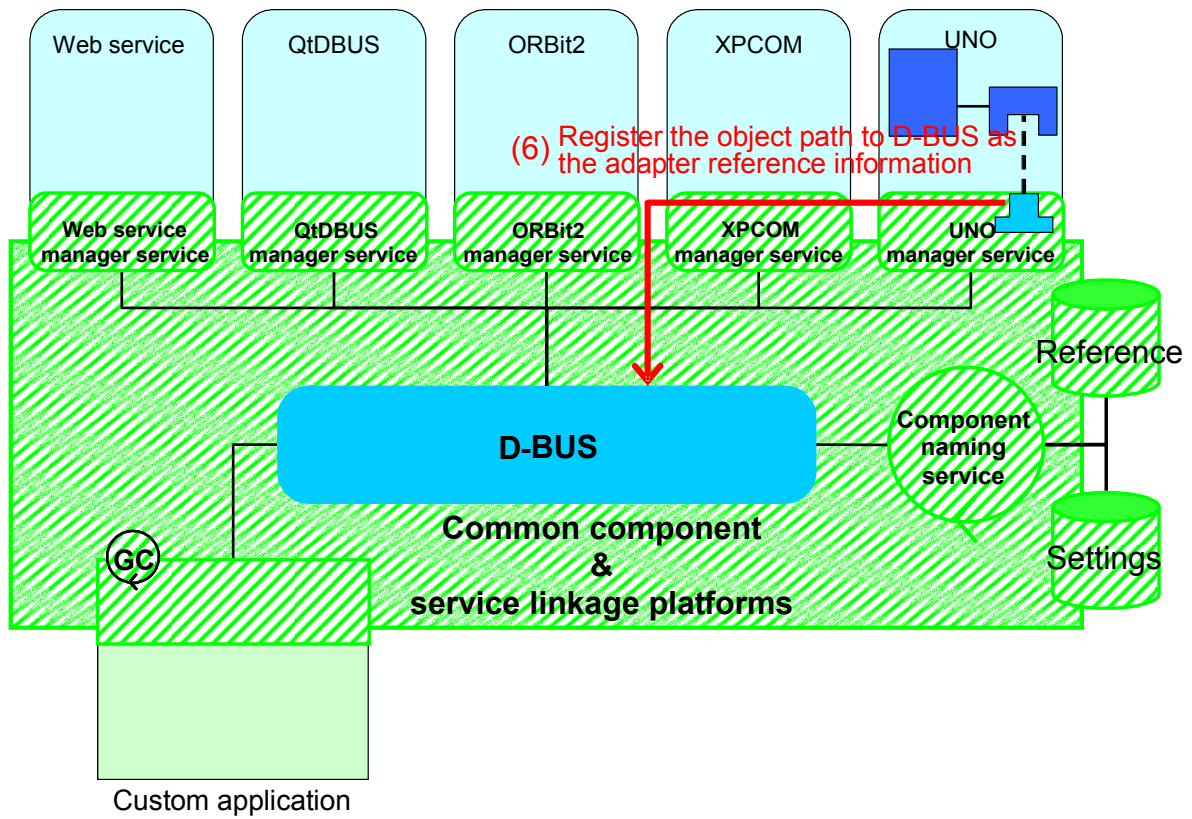 Web service
QtDBUS
ORBit2
XPCOM
UNO
(6) Register the object path to D-BUS as
the adapter reference information
Web service
manager service
QtDBUS
manager service
ORBit2
manager service
XPCOM
manager service
UNO
manager service
Reference
Component
naming
service
D-BUS
Common component
&
service linkage platforms
Settings
GC
Custom application